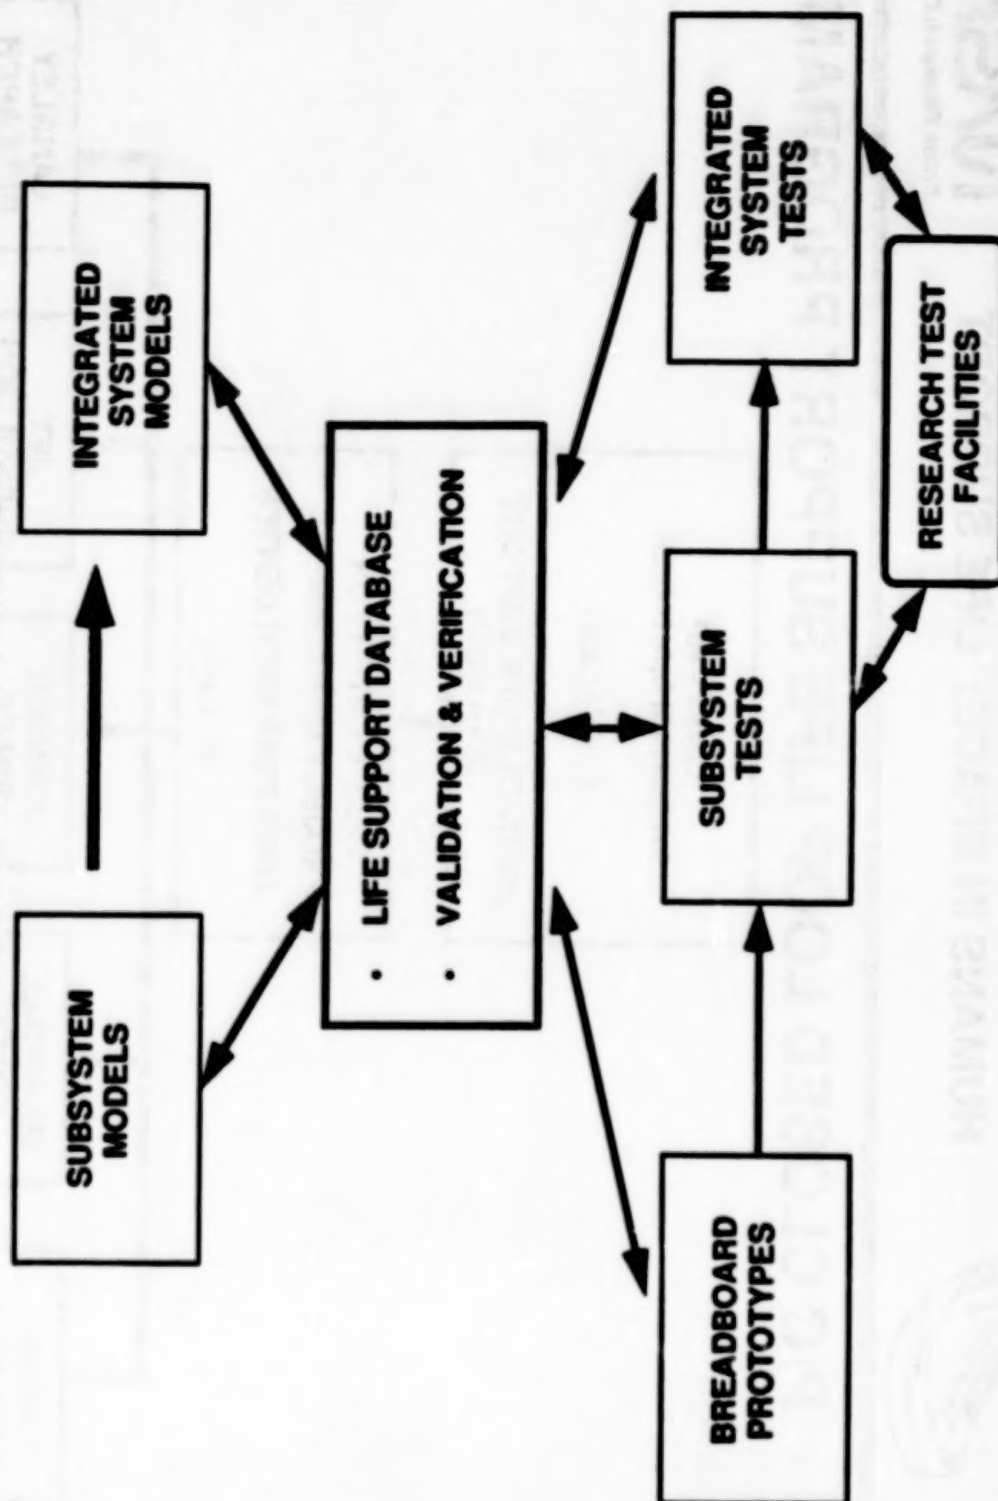 SUBSYSTEM
MODELS
INTEGRATED
SYSTEM
MODELS
• LIFE SUPPORT DATABASE
• VALIDATION & VERIFICATION
BREADBOARD
PROTOTYPES
SUBSYSTEM
TESTS
INTEGRATED
SYSTEM
TESTS
RESEARCH TEST
FACILITIES